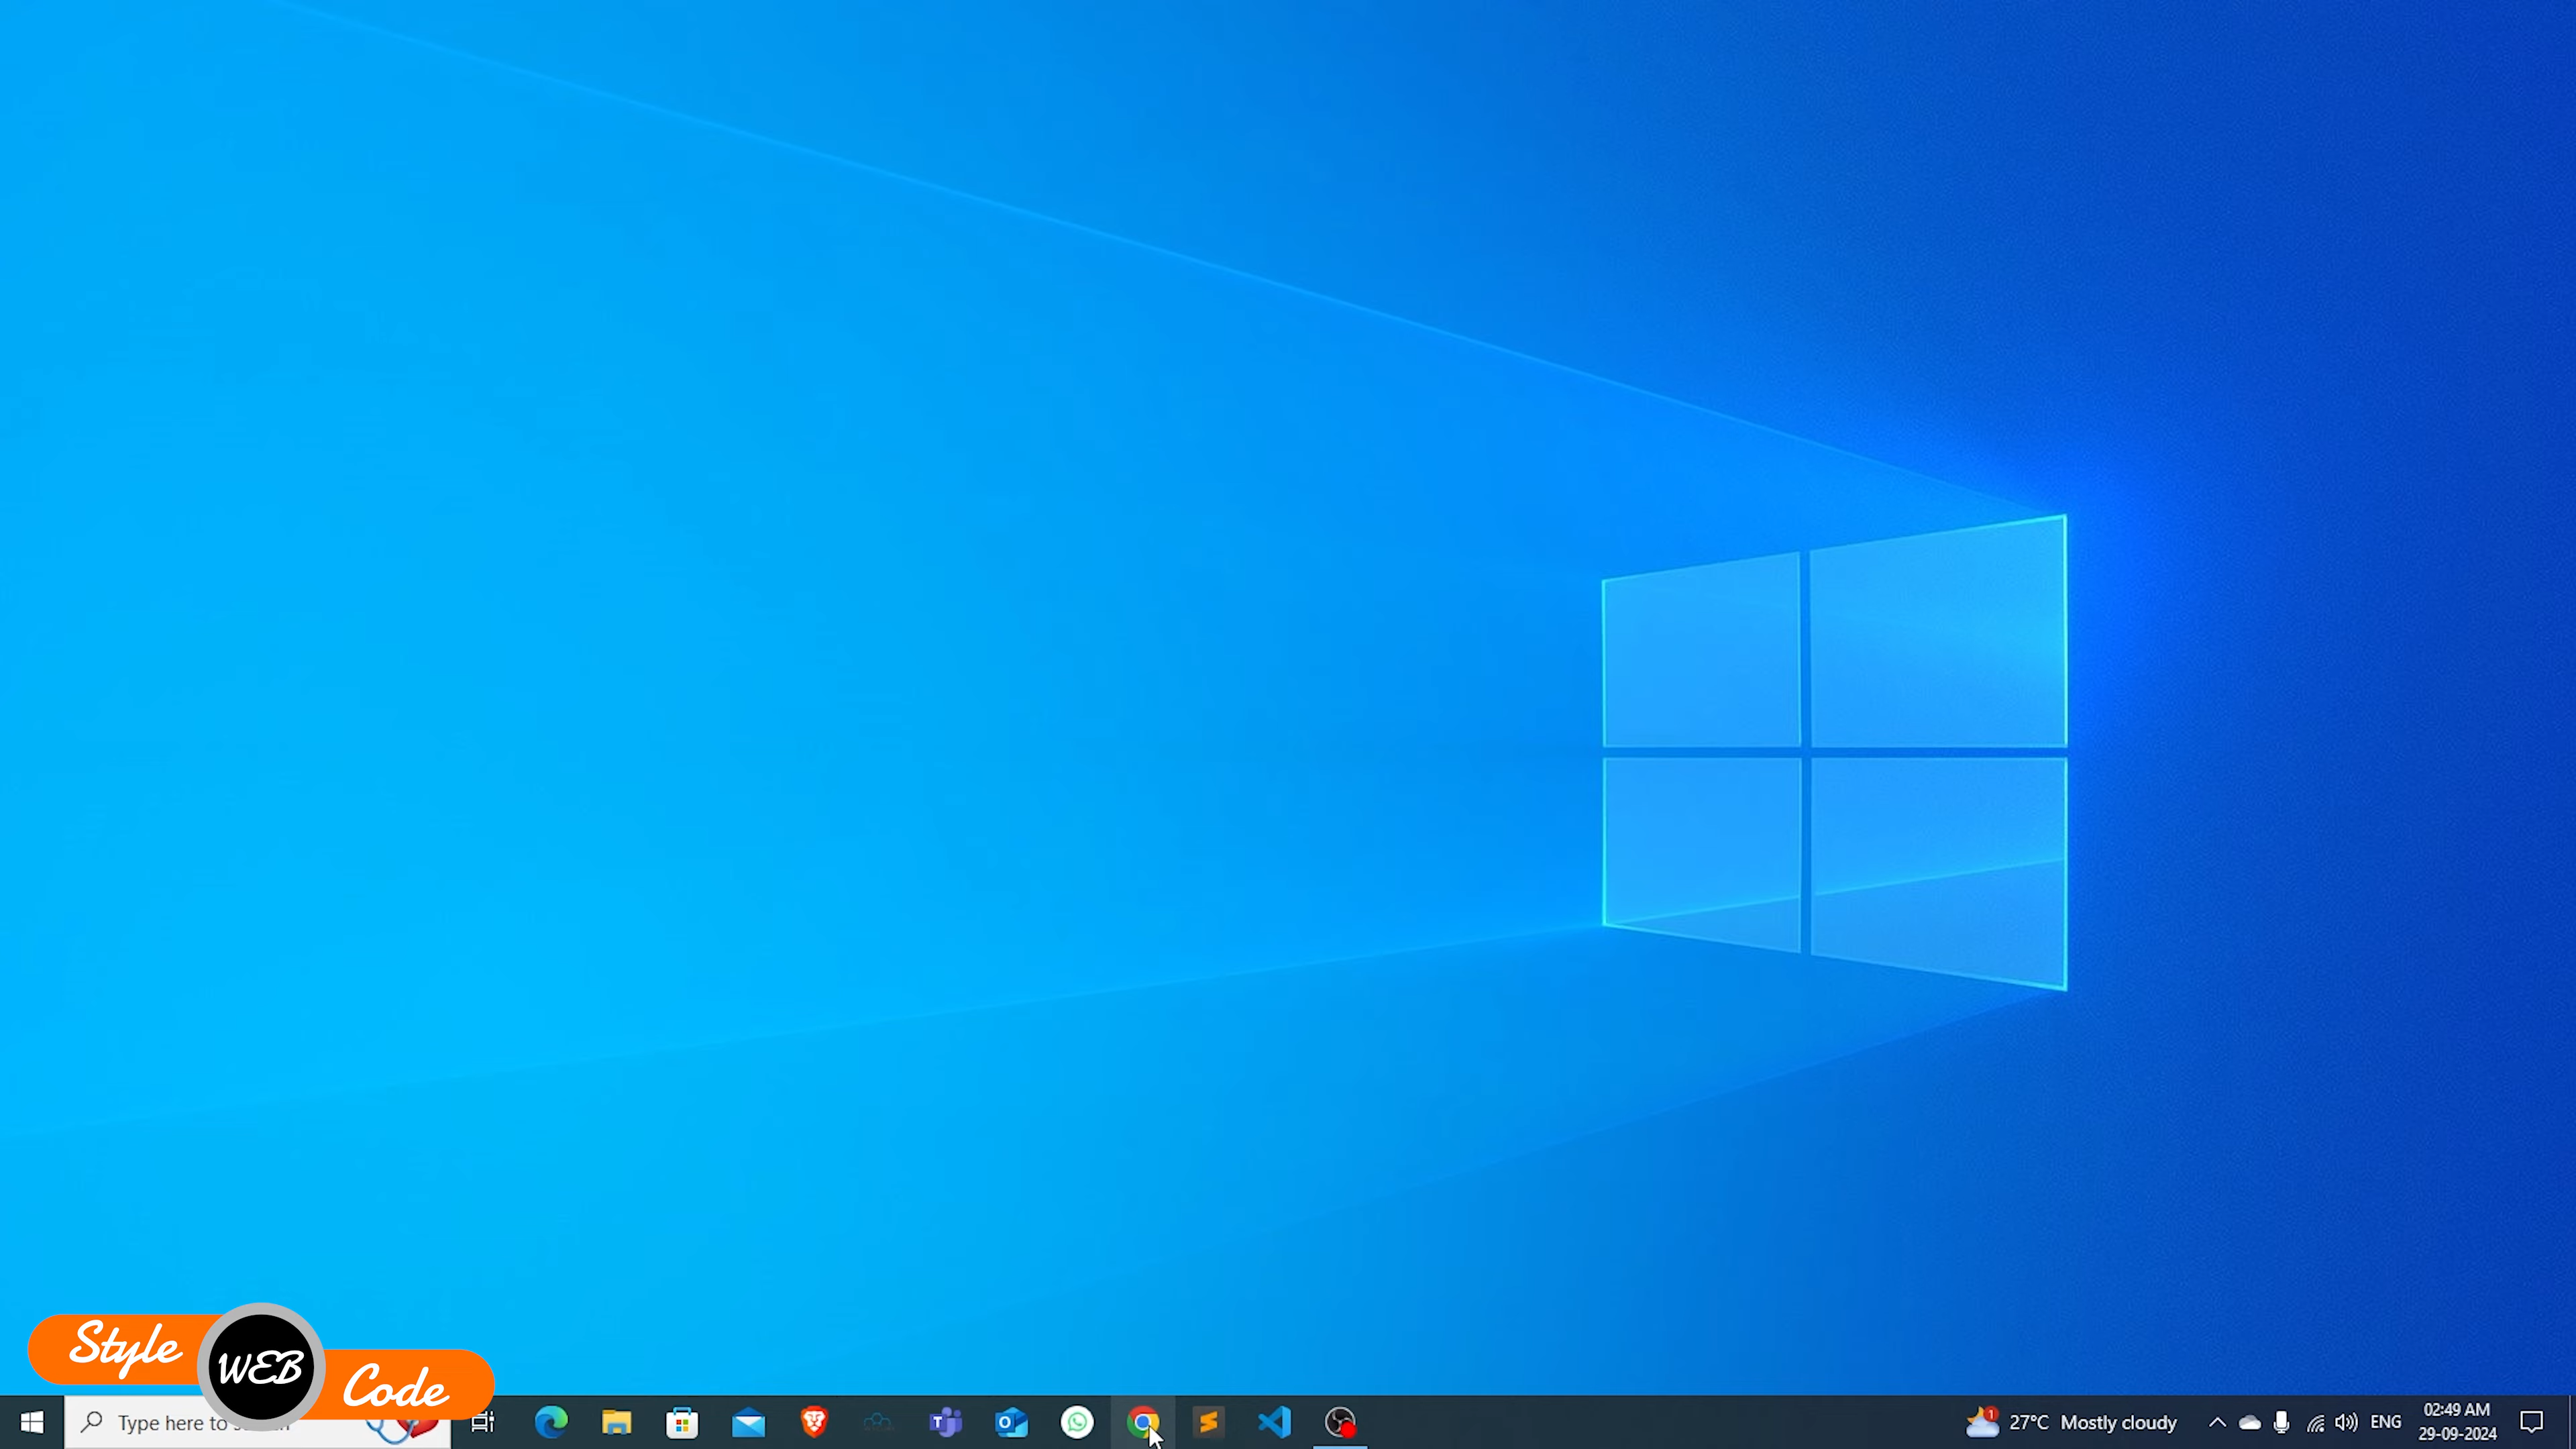 Style
WEB
Code
Type here to s
27°C Mostly cloudy
ENG
02:49 AM
29-09-2024